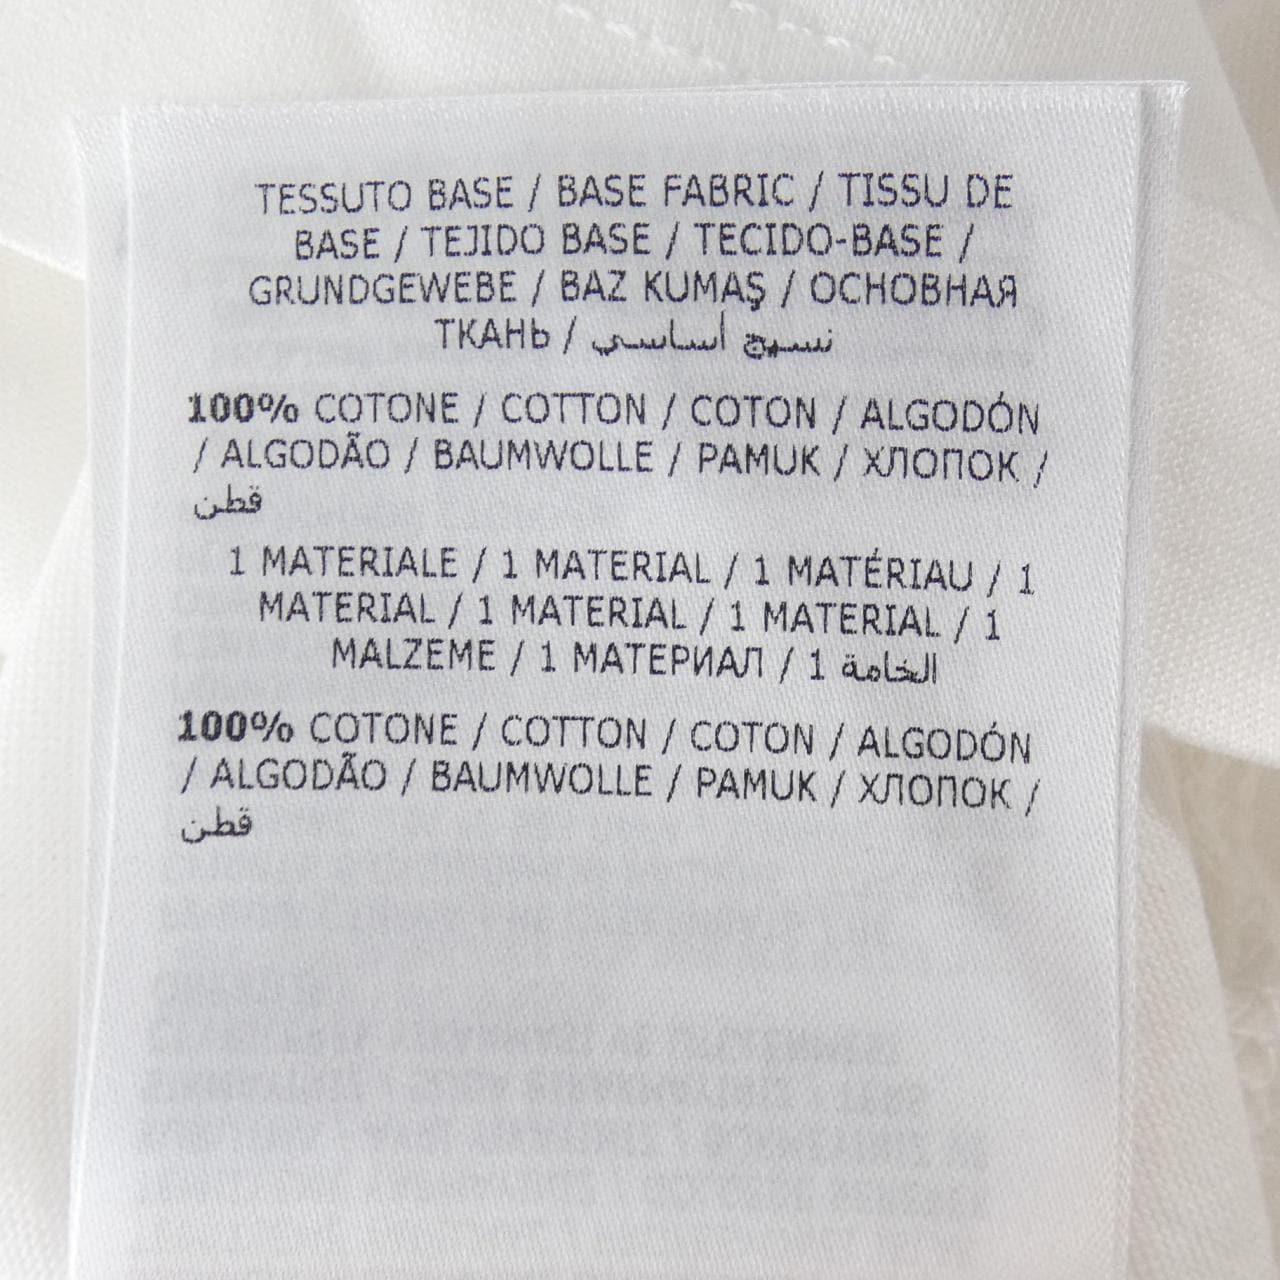 TESSUTO BASE / BASE FABRIC / TISSU DE
BASE / TEJIDO BASE / TECIDO-BASE /
GRUNDGEWEBE / BAZ KUMAŞ / ОСНОВНАЯ
ТКАНЬ / نسيج أساسي
100% COTONE / COTTON / COTON / ALGODÓN
/ ALGODÃO / BAUMWOLLE / PAMUK / ХЛОПОК /
قطن
1 MATERIALE / 1 MATERIAL / 1 MATÉRIAU / 1
MATERIAL / 1 MATERIAL / 1 MATERIAL / 1
MALZEME / 1 МАТЕРИАЛ / 1 الخامة
100% COTONE / COTTON / COTON / ALGODÓN
/ ALGODÃO / BAUMWOLLE / PAMUK / ХЛОПОК /
قطن